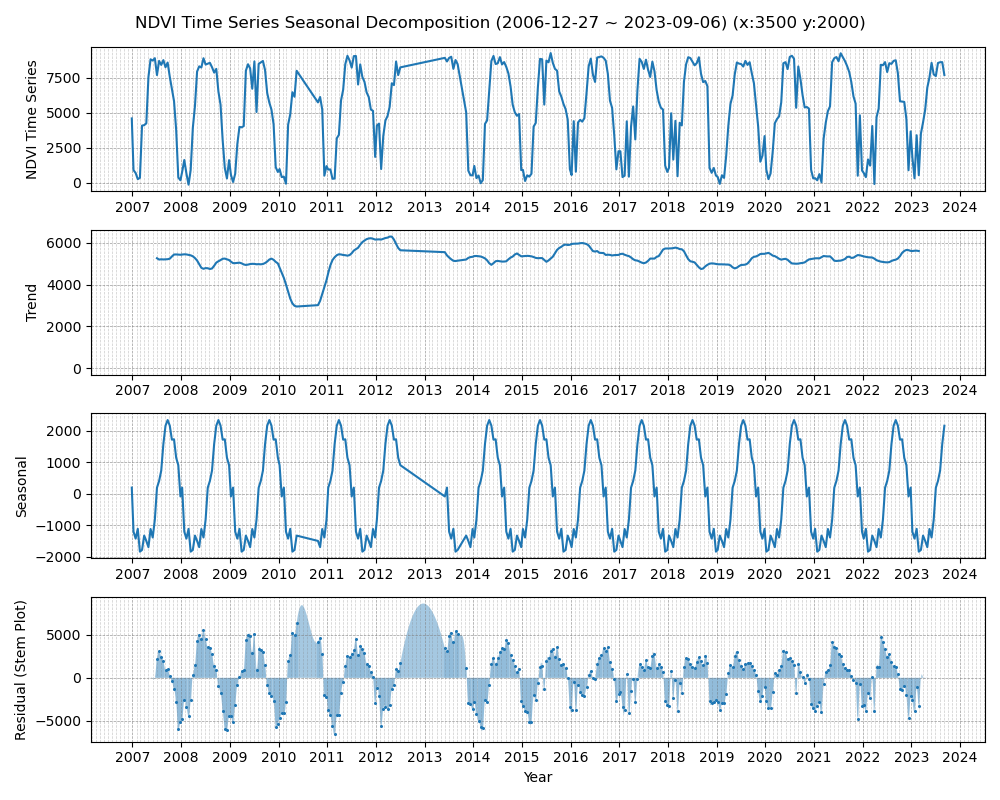 NDVI Time Series Seasonal Decomposition (2006-12-27 ~ 2023-09-06) (x:3500 y:2000)
NDVI Time Series
7500
5000
2500
0
2007 2008 2009 2010 2011 2012 2013 2014 2015 2016 2017 2018 2019 2020 2021 2022 2023 2024
Trend
6000
4000
2000
0
2007 2008 2009 2010 2011 2012 2013 2014 2015 2016 2017 2018 2019 2020 2021 2022 2023 2024
Seasonal
2000
1000
0
−1000
−2000
2007 2008 2009 2010 2011 2012 2013 2014 2015 2016 2017 2018 2019 2020 2021 2022 2023 2024
Residual (Stem Plot)
5000
0
−5000
2007 2008 2009 2010 2011 2012 2013 2014 2015 2016 2017 2018 2019 2020 2021 2022 2023 2024
Year